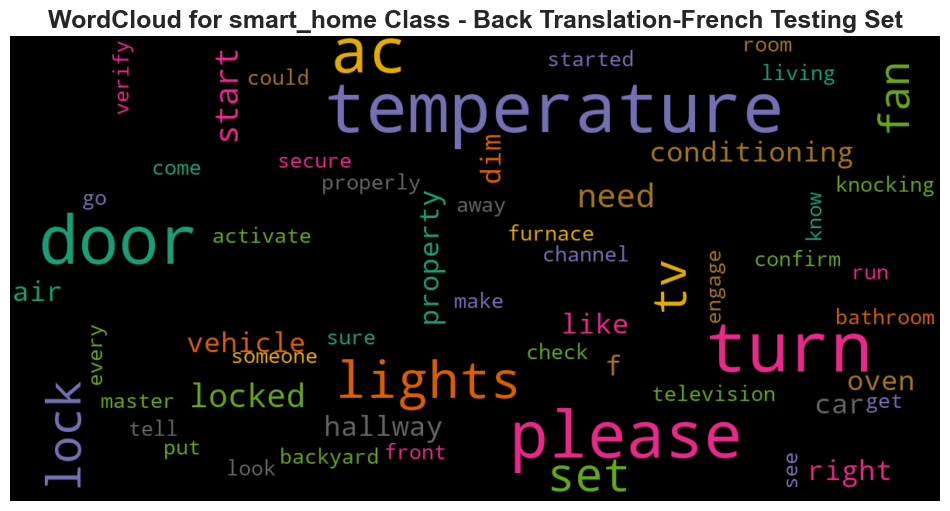 WordCloud for smart_home Class - Back Translation-French Testing Set
verify
start
could
ac
started
room
living
fan
temperature
come
secure
properly
dim
conditioning
need
knocking
go
away
know
door
activate
property
furnace
channel
tv
engage
confirm
run
air
make
vehicle
someone
sure
like
check
f
turn
bathroom
every
lights
television
oven
master
locked
car
get
lock
tell
hallway
please
put
look
backyard
front
set
see
right